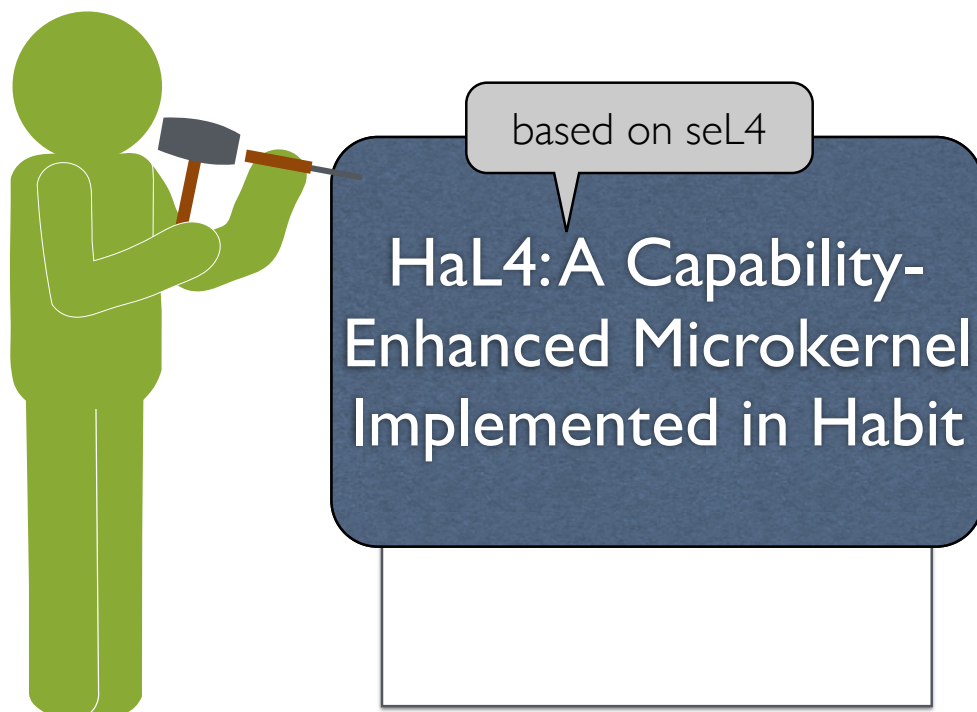 based on seL4
HaL4: A Capability-
Enhanced Microkernel
Implemented in Habit